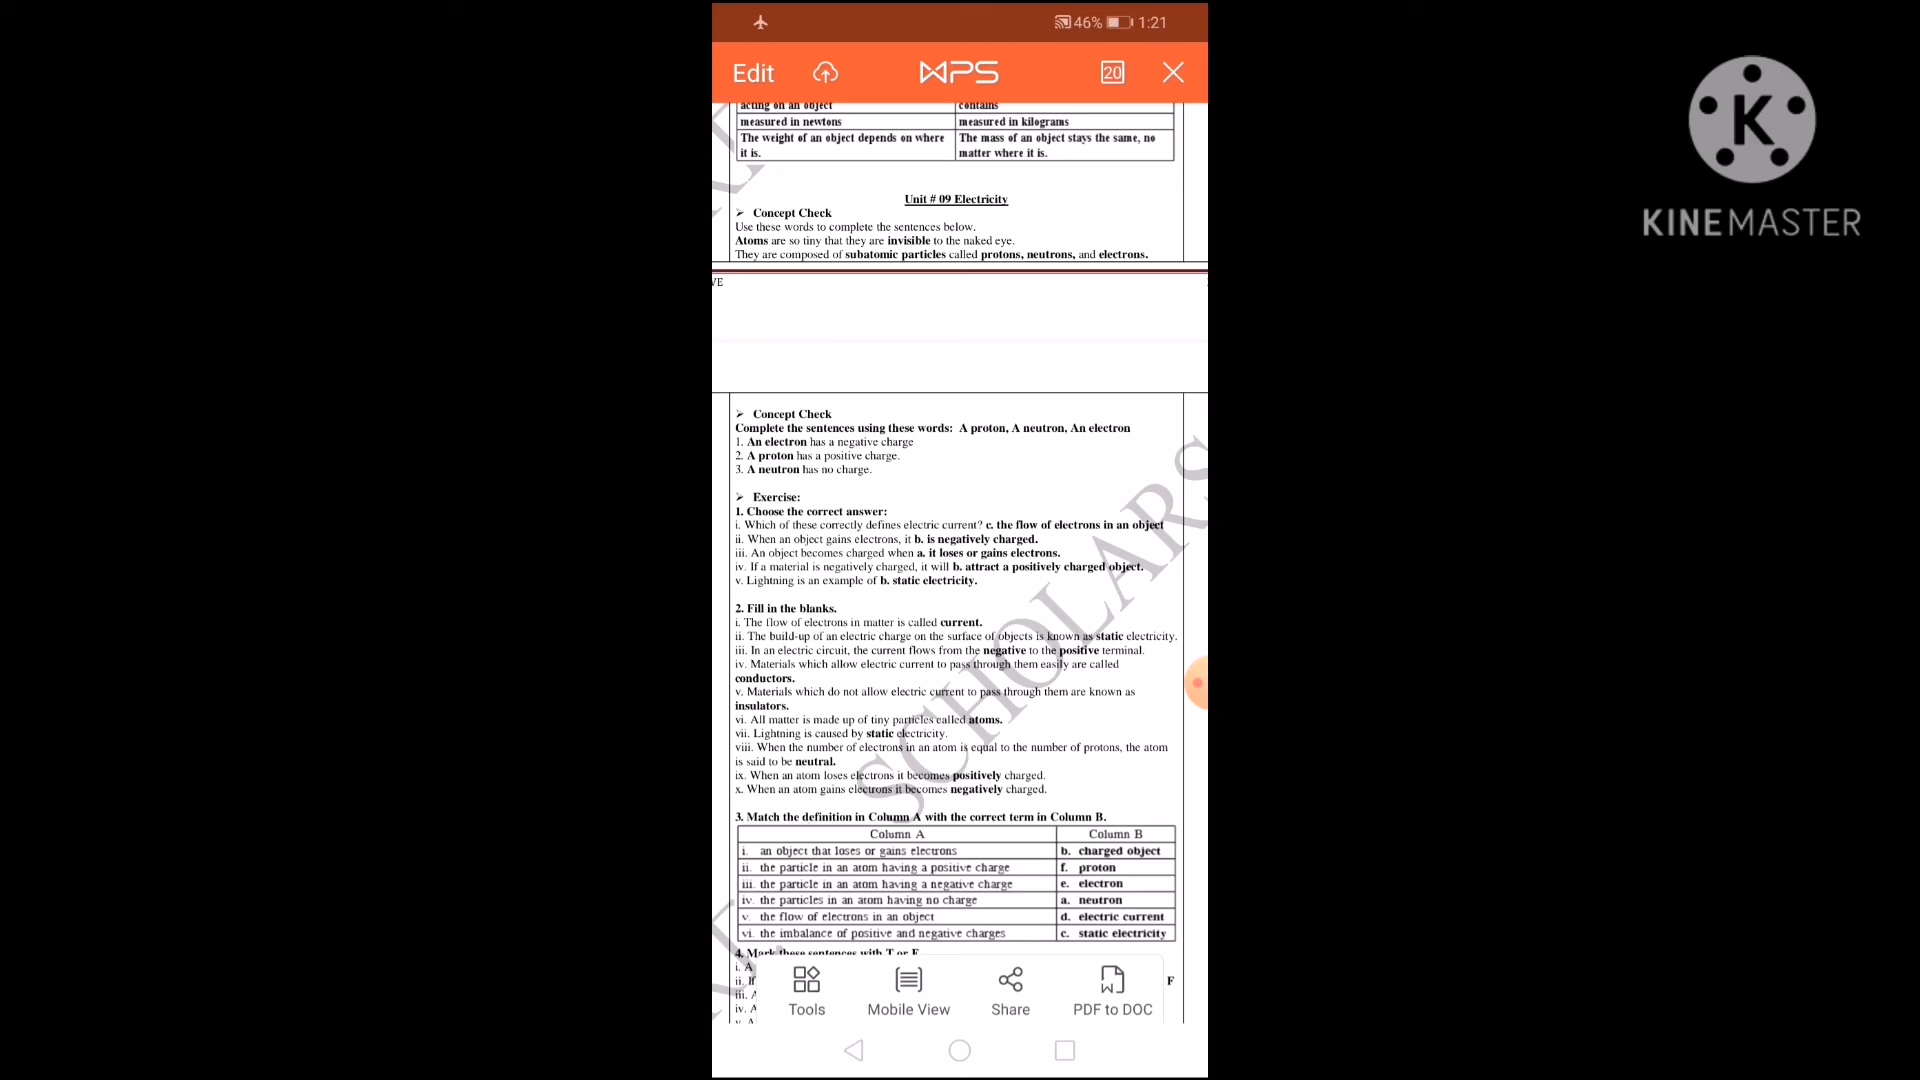 46% 1:21
Edit WPS 20
KINEMASTER
acting on an object contains
measured in newtons measured in kilograms
The weight of an object depends on where The mass of an object stays the same, no
it is. matter where it is.
Unit # 09 Electricity
➢ Concept Check
Use these words to complete the sentences below.
Atoms are so tiny that they are invisible to the naked eye.
They are composed of subatomic particles called protons, neutrons, and electrons.
VE
➢ Concept Check
Complete the sentences using these words: A proton, A neutron, An electron
1. An electron has a negative charge
2. A proton has a positive charge.
3. A neutron has no charge.
➢ Exercise:
1. Choose the correct answer:
i. Which of these correctly defines electric current? c. the flow of electrons in an object
ii. When an object gains electrons, it b. is negatively charged.
iii. An object becomes charged when a. it loses or gains electrons.
iv. If a material is negatively charged, it will b. attract a positively charged object.
v. Lightning is an example of b. static electricity.
2. Fill in the blanks.
i. The flow of electrons in matter is called current.
ii. The build-up of an electric charge on the surface of objects is known as static electricity.
iii. In an electric circuit, the current flows from the negative to the positive terminal.
iv. Materials which allow electric current to pass through them easily are called
conductors.
v. Materials which do not allow electric current to pass through them are known as
insulators.
vi. All matter is made up of tiny particles called atoms.
vii. Lightning is caused by static electricity.
viii. When the number of electrons in an atom is equal to the number of protons, the atom
is said to be neutral.
ix. When an atom loses electrons it becomes positively charged.
x. When an atom gains electrons it becomes negatively charged.
3. Match the definition in Column A with the correct term in Column B.
Column A Column B
i. an object that loses or gains electrons b. charged object
ii. the particle in an atom having a positive charge f. proton
iii. the particle in an atom having a negative charge e. electron
iv. the particles in an atom having no charge a. neutron
v. the flow of electrons in an object d. electric current
vi. the imbalance of positive and negative charges c. static electricity
4. Mark these sentences with T or F
i. A
ii. If F
iii. A
iv. A
v. A
SCHOLARS
Tools Mobile View Share PDF to DOC